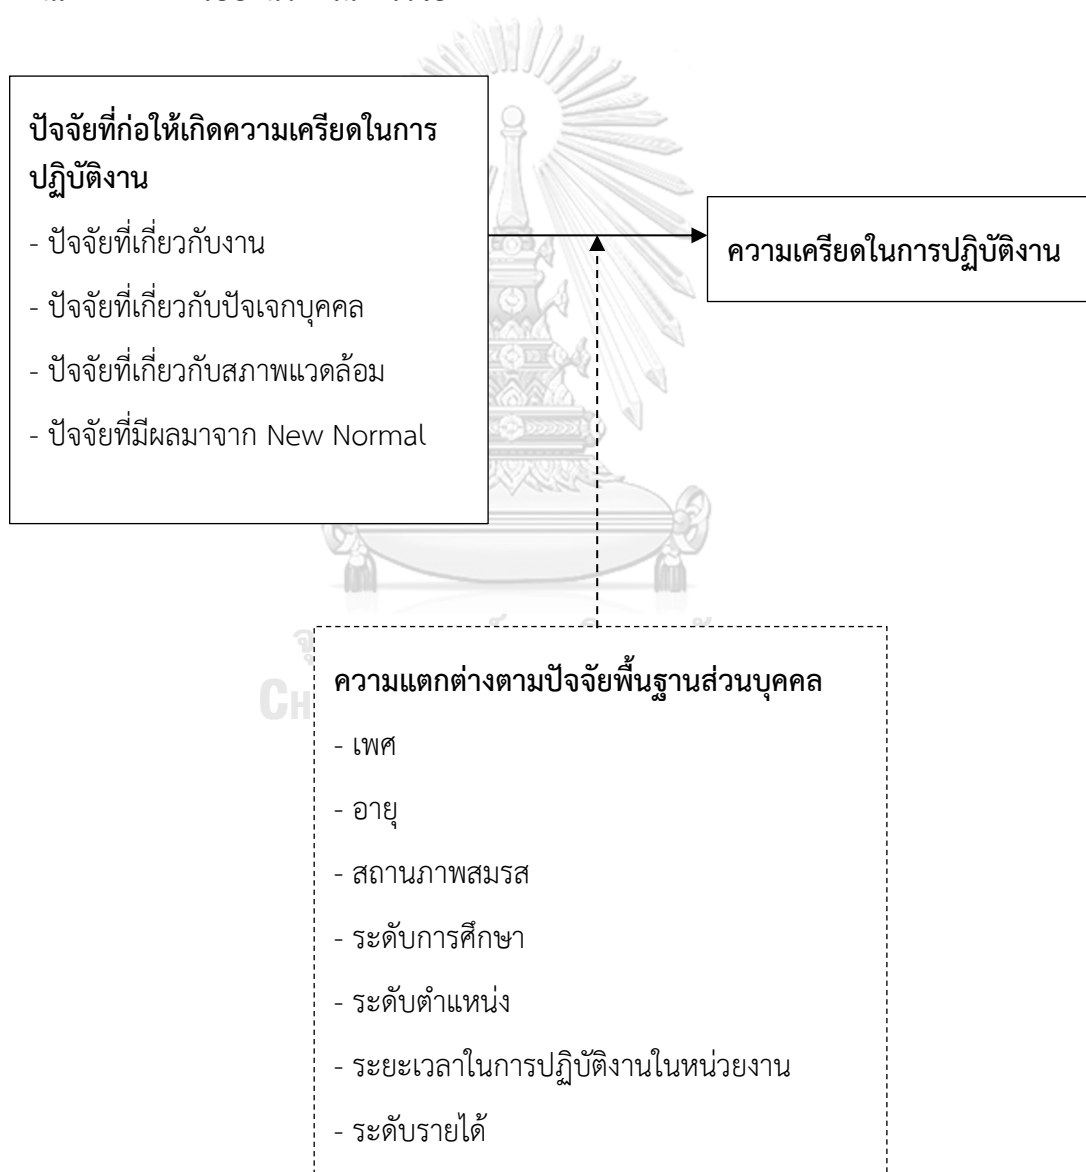 ปัจจัยที่ก่อให้เกิดความเครียดในการ
ปฏิบัติงาน
- ปัจจัยที่เกี่ยวกับงาน
- ปัจจัยที่เกี่ยวกับปัจเจกบุคคล
- ปัจจัยที่เกี่ยวกับสภาพแวดล้อม
- ปัจจัยที่มีผลมาจาก New Normal
ความเครียดในการปฏิบัติงาน
ความแตกต่างตามปัจจัยพื้นฐานส่วนบุคคล
- เพศ
- อายุ
- สถานภาพสมรส
- ระดับการศึกษา
- ระดับตำแหน่ง
- ระยะเวลาในการปฏิบัติงานในหน่วยงาน
- ระดับรายได้